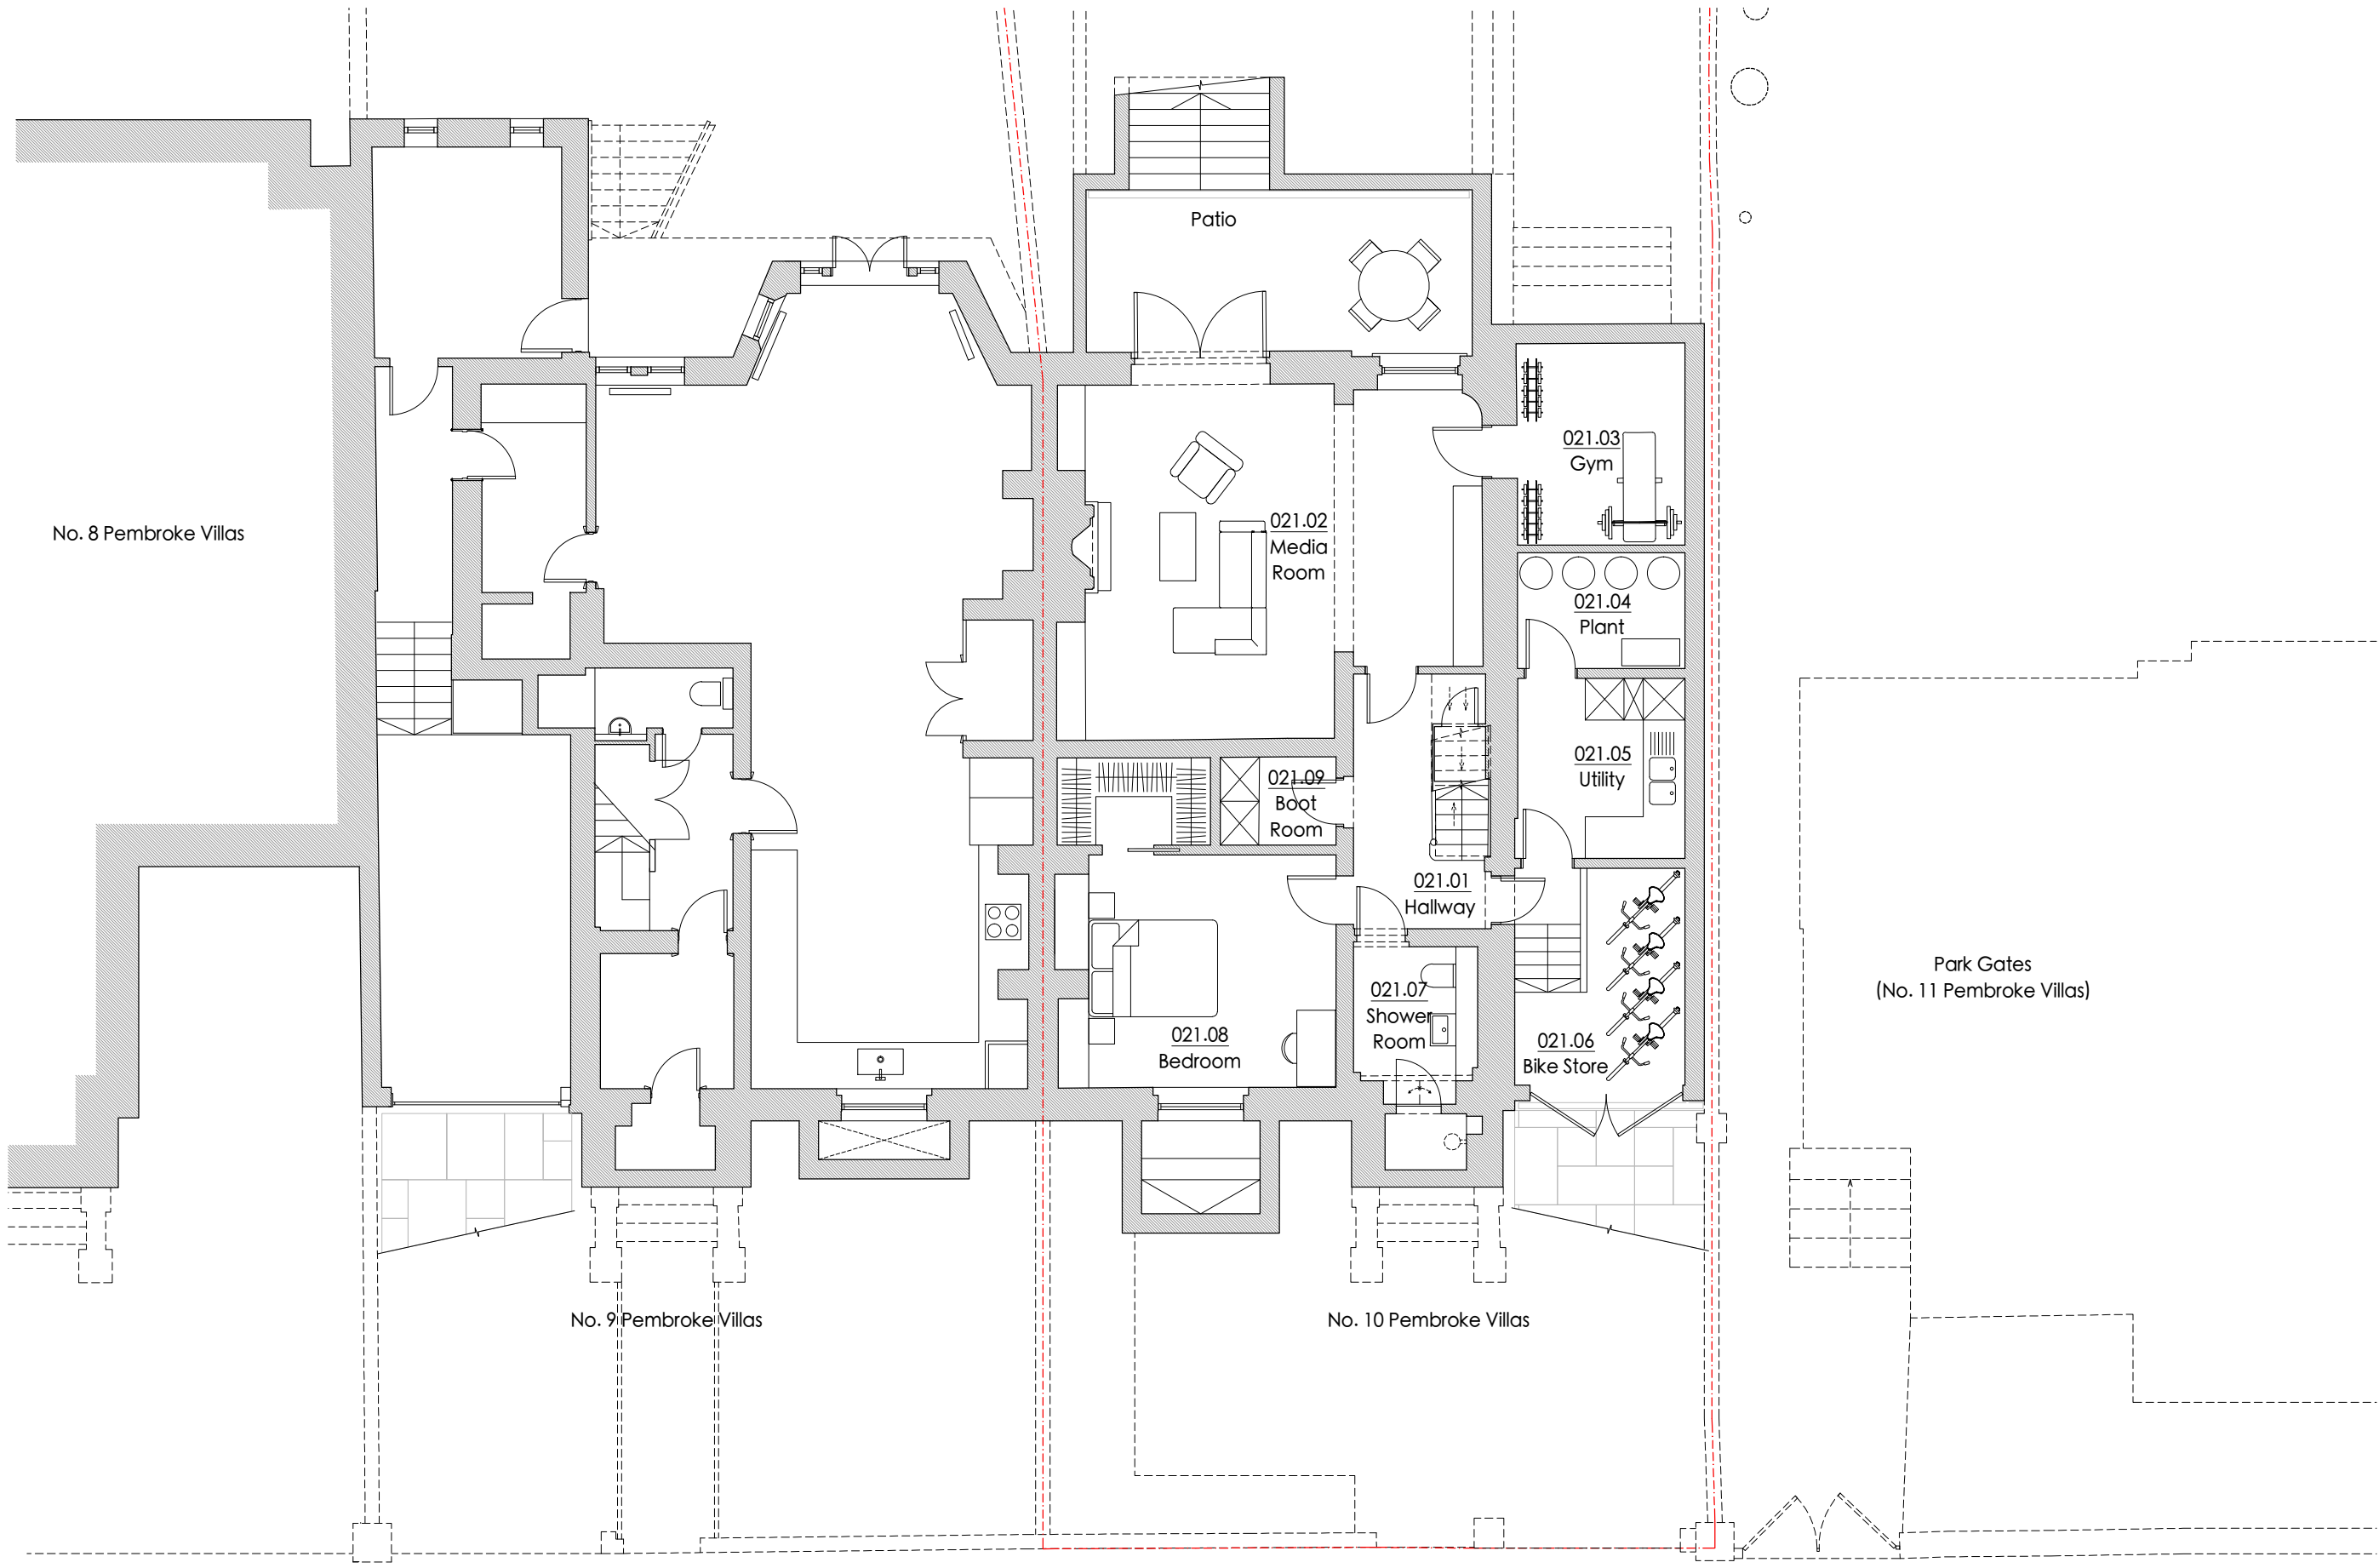 Patio
021.03
Gym
No. 8 Pembroke Villas
021.02
Media
Room
021.04
Plant
021.05
Utility
021.09
Boot
Room
021.01
Hallway
Park Gates
(No. 11 Pembroke Villas)
021.07
Shower
Room
021.08
Bedroom
021.06
Bike Store
No. 9 Pembroke Villas
No. 10 Pembroke Villas